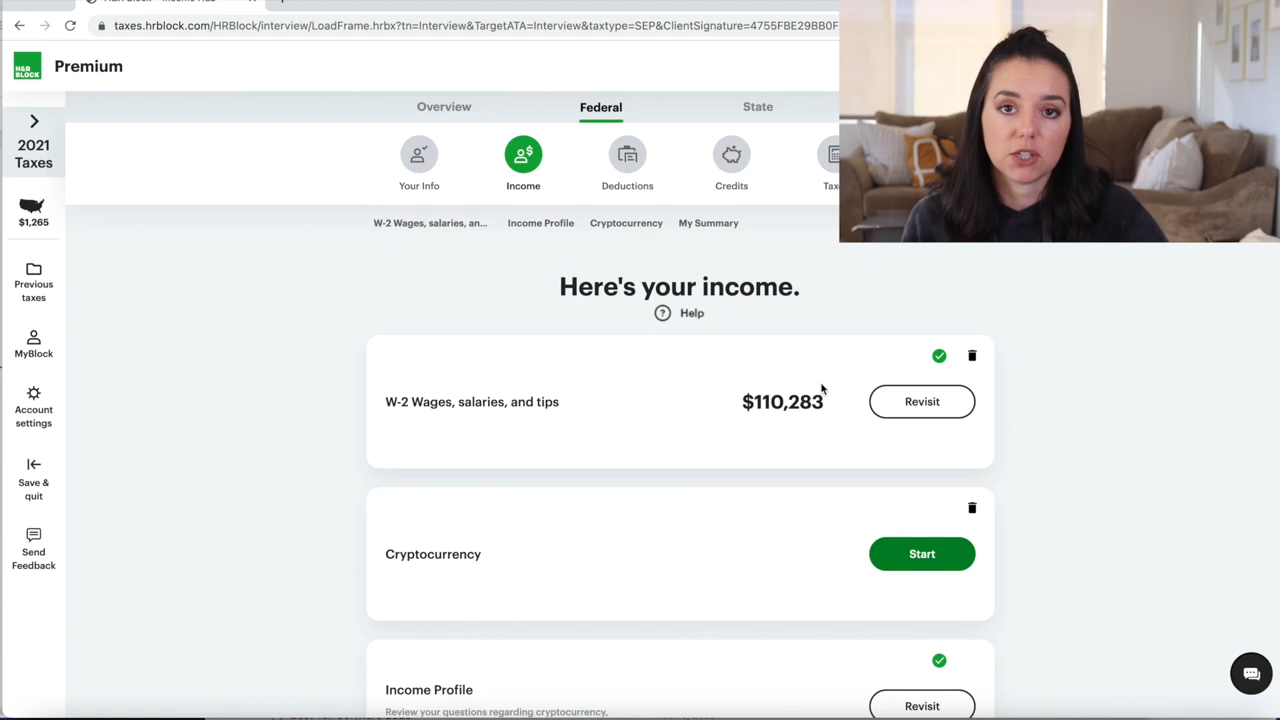 taxes.hrblock.com/HRBlock/interview/LoadFrame.hrbx?tn=Interview&TargetATA=Interview&taxtype=SEP&ClientSignature=4755FBE29BB0F
H&R
BLOCK
Premium
Overview
Federal
State
2021
Taxes
$1,265
Your Info
Income
Deductions
Credits
Tax
W-2 Wages, salaries, an...
Income Profile
Cryptocurrency
My Summary
Previous
taxes
MyBlock
Account
settings
Save &
quit
Send
Feedback
Here's your income.
? Help
W-2 Wages, salaries, and tips
$110,283
Revisit
Cryptocurrency
Start
Income Profile
Review your questions regarding cryptocurrency,
Revisit